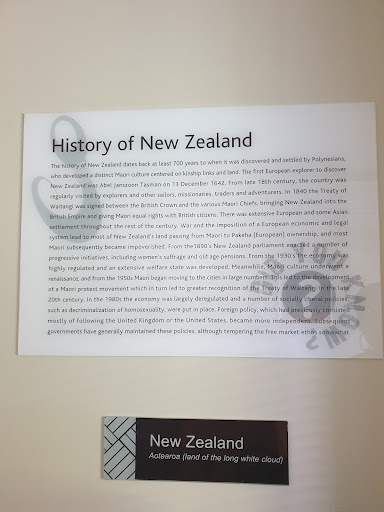 History of New Zealand
The history of New Zealand dates back at least 700 years to when it was discovered and settled by Polynesians,
who developed a distinct Maori culture centered on kinship links and land. The first European explorer to discover
New Zealand was Abel Janszoon Tasman on 13 December 1642. From late 18th century, the country was
regularly visited by explorers and other sailors, missionaries, traders and adventurers. In 1840 the Treaty of
Waitangi was signed between the British Crown and the various Maori Chiefs, bringing New Zealand into the
British Empire and giving Maori equal rights with British citizens. There was extensive European and some Asian
settlement throughout the rest of the century. War and the imposition of a European economic and legal
system lead to most of New Zealand's land passing from Maori to Pakeha (European) ownership, and most
Maori subsequently became impoverished. From the1890's New Zealand parliament enacted a number of
progressive initiatives, including women's suffrage and old age pensions. From the 1930's the economy was
highly regulated and an extensive welfare state was developed. Meanwhile, Maori culture underwent a
renaissance, and from the 1950s Maori began moving to the cities in large numbers. This led to the development
of a Maori protest movement which in turn led to greater recognition of the Treaty of Waitangi in the late
20th century. In the 1980s the economy was largely deregulated and a number of socially liberal policies,
such as decriminalization of homosexuality, were put in place. Foreign policy, which had previously consisted
mostly of following the United Kingdom or the United States, became more independent. Subsequent
governments have generally maintained these policies, although tempering the free market ethos somewhat
DID YOU KNOW?
New Zealand
Aotearoa (land of the long white cloud)